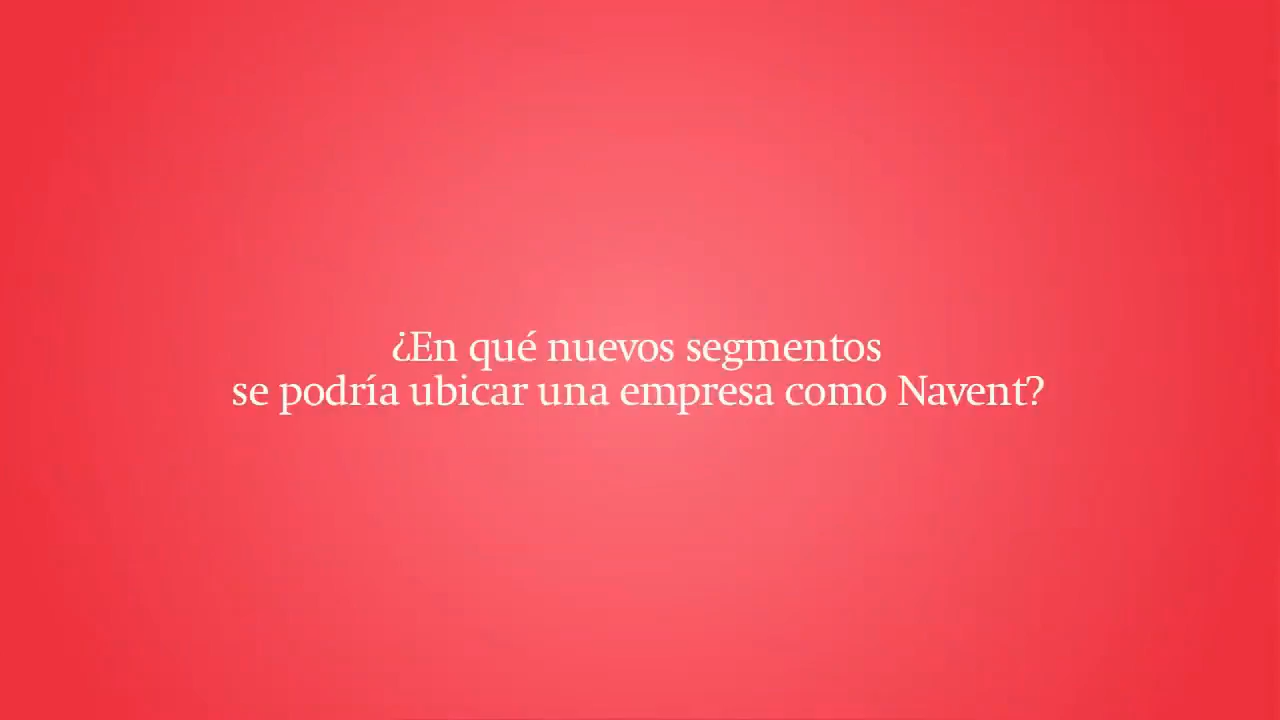 ¿En qué nuevos segmentos
se podría ubicar una empresa como Navent?